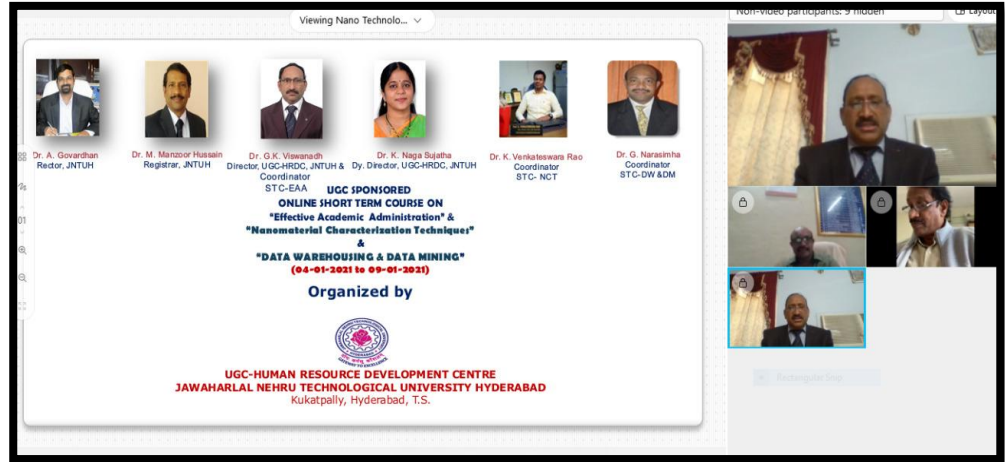 Viewing Nano Technolo...
Non-video participants: 9 hidden
Layout
Dr. A. Govardhan
Rector, JNTUH
Dr. M. Manzoor Hussain
Registrar, JNTUH
Dr. G.K. Viswanadh
Director, UGC-HRDC, JNTUH &
Coordinator
STC-EAA
Dr. K. Naga Sujatha
Dy. Director, UGC-HRDC, JNTUH
Dr. K. Venkateswara Rao
Coordinator
STC- NCT
Dr. G. Narasimha
Coordinator
STC-DW &DM
UGC SPONSORED
ONLINE SHORT TERM COURSE ON
"Effective Academic Administration" &
"Nanomaterial Characterization Techniques"
&
"DATA WAREHOUSING & DATA MINING"
(04-01-2021 to 09-01-2021)
Organized by
UGC-HUMAN RESOURCE DEVELOPMENT CENTRE
JAWAHARLAL NEHRU TECHNOLOGICAL UNIVERSITY HYDERABAD
Kukatpally, Hyderabad, T.S.
01
Rectangular Snip